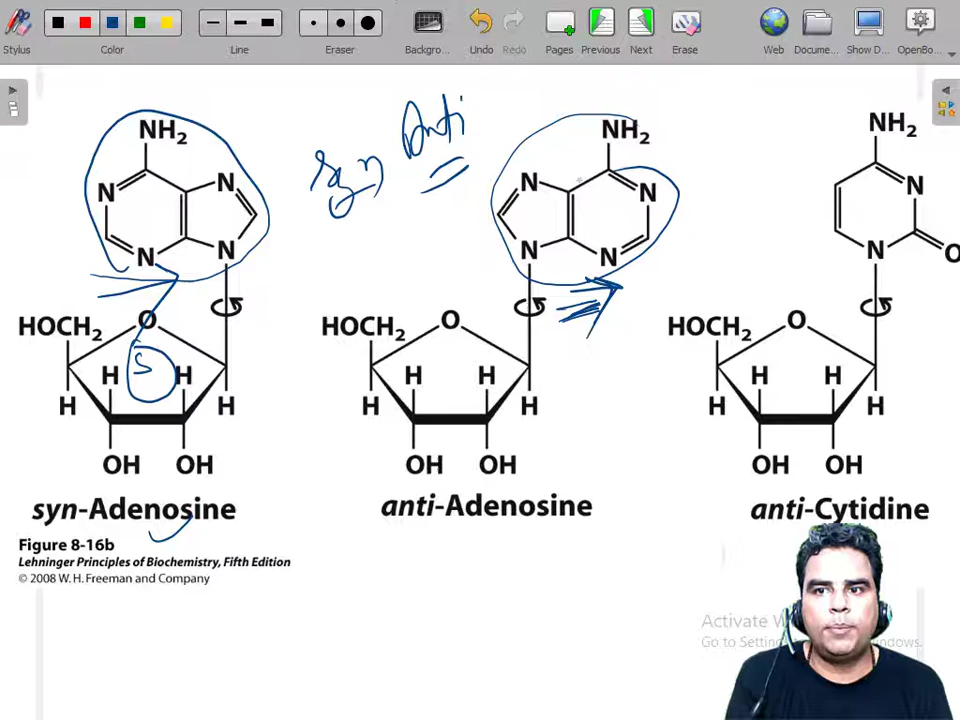 Stylus Color Line Eraser Backgro... Undo Redo Pages Previous Next Erase Web Docume... Show D... OpenBo...
Syn Anti
NH2 NH2 NH2
N N N N N
N N N N N O
HOCH2 O HOCH2 O HOCH2 O
S
H H H H H H
H H H H H H
OH OH OH OH OH OH
syn-Adenosine anti-Adenosine anti-Cytidine
Figure 8-16b
Lehninger Principles of Biochemistry, Fifth Edition
© 2008 W. H. Freeman and Company
Activate W
Go to Setting ndows.